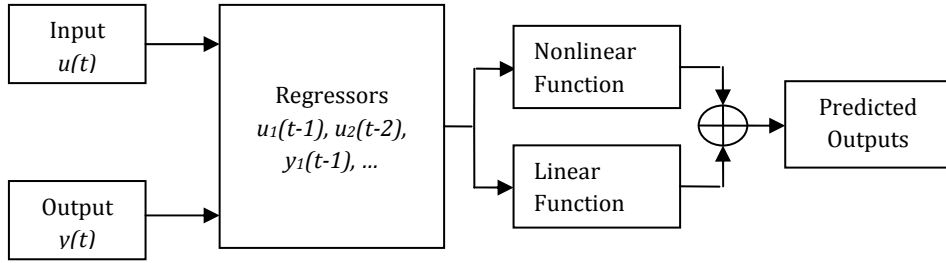 Input
u(t)
Output
y(t)
Regressors
u₁(t-1), u₂(t-2),
y₁(t-1), ...
Nonlinear
Function
Linear
Function
Predicted
Outputs